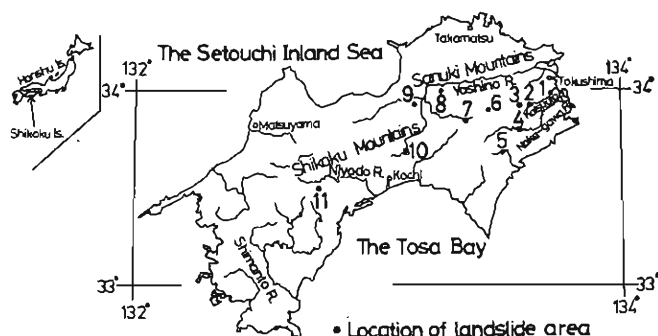 Honshu Is.
Shikoku Is.
The Setouchi Inland Sea
Takamatsu
Sanuki Mountains
Yoshino R.
Tokushima
132°
134°
34°
34°
9
8
7
6
3
2
1
4
5
Matsuyama
Shikoku Mountains
10
Niyodo R.
Kochi
11
Naka-gawa R.
The Tosa Bay
Shimanto R.
33°
33°
132°
134°
• Location of landslide area